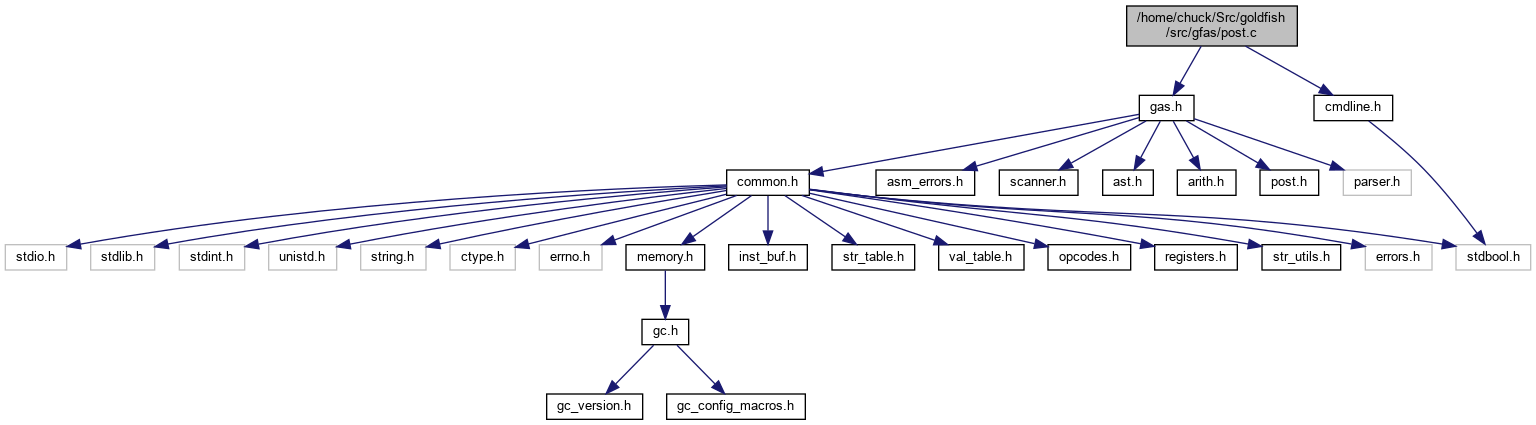 /home/chuck/Src/goldfish
/src/gfas/post.c
gas.h
cmdline.h
common.h
asm_errors.h
scanner.h
ast.h
arith.h
post.h
parser.h
stdio.h
stdlib.h
stdint.h
unistd.h
string.h
ctype.h
errno.h
memory.h
inst_buf.h
str_table.h
val_table.h
opcodes.h
registers.h
str_utils.h
errors.h
stdbool.h
gc.h
gc_version.h
gc_config_macros.h